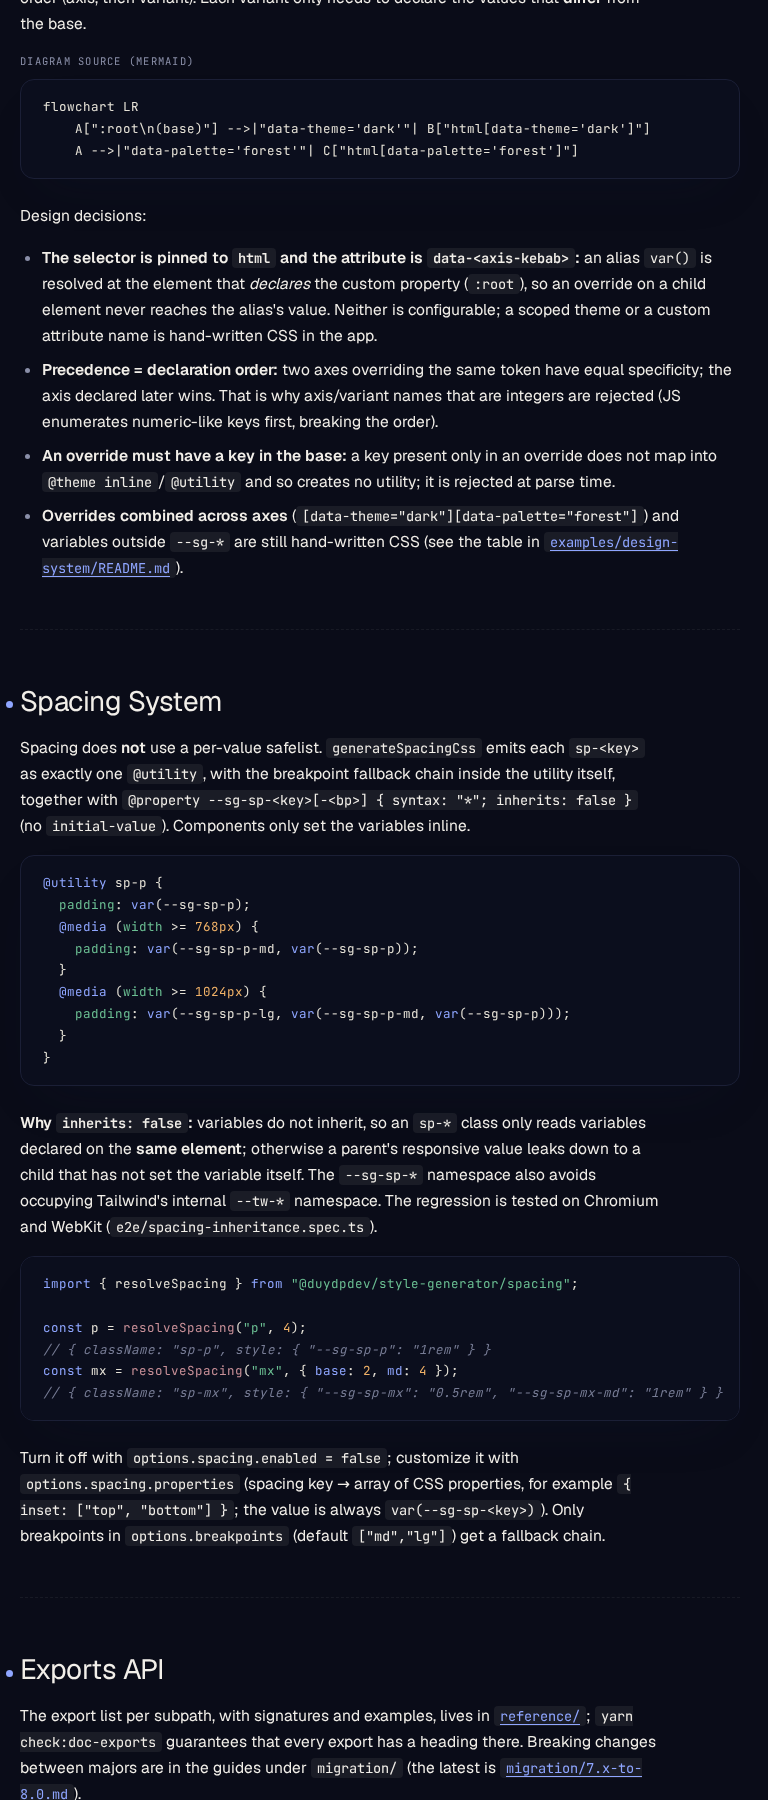 order (axis, then variant). Each variant only needs to declare the values that differ from
the base.
DIAGRAM SOURCE (MERMAID)
flowchart LR
    A[":root\n(base)"] -->|"data-theme='dark'"| B["html[data-theme='dark']"]
    A -->|"data-palette='forest'"| C["html[data-palette='forest']"]
Design decisions:
The selector is pinned to html and the attribute is data-<axis-kebab>: an alias var() is
resolved at the element that declares the custom property (:root), so an override on a child
element never reaches the alias's value. Neither is configurable; a scoped theme or a custom
attribute name is hand-written CSS in the app.
Precedence = declaration order: two axes overriding the same token have equal specificity; the
axis declared later wins. That is why axis/variant names that are integers are rejected (JS
enumerates numeric-like keys first, breaking the order).
An override must have a key in the base: a key present only in an override does not map into
@theme inline/@utility and so creates no utility; it is rejected at parse time.
Overrides combined across axes ([data-theme="dark"][data-palette="forest"]) and
variables outside --sg-* are still hand-written CSS (see the table in examples/design-
system/README.md).
Spacing System
Spacing does not use a per-value safelist. generateSpacingCss emits each sp-<key>
as exactly one @utility, with the breakpoint fallback chain inside the utility itself,
together with @property --sg-sp-<key>[-<bp>] { syntax: "*"; inherits: false }
(no initial-value). Components only set the variables inline.
@utility sp-p {
  padding: var(--sg-sp-p);
  @media (width >= 768px) {
    padding: var(--sg-sp-p-md, var(--sg-sp-p));
  }
  @media (width >= 1024px) {
    padding: var(--sg-sp-p-lg, var(--sg-sp-p-md, var(--sg-sp-p)));
  }
}
Why inherits: false: variables do not inherit, so an sp-* class only reads variables
declared on the same element; otherwise a parent's responsive value leaks down to a
child that has not set the variable itself. The --sg-sp-* namespace also avoids
occupying Tailwind's internal --tw-* namespace. The regression is tested on Chromium
and WebKit (e2e/spacing-inheritance.spec.ts).
import { resolveSpacing } from "@duydpdev/style-generator/spacing";
const p = resolveSpacing("p", 4);
// { className: "sp-p", style: { "--sg-sp-p": "1rem" } }
const mx = resolveSpacing("mx", { base: 2, md: 4 });
// { className: "sp-mx", style: { "--sg-sp-mx": "0.5rem", "--sg-sp-mx-md": "1rem" } }
Turn it off with options.spacing.enabled = false; customize it with
options.spacing.properties (spacing key → array of CSS properties, for example {
inset: ["top", "bottom"] }; the value is always var(--sg-sp-<key>)). Only
breakpoints in options.breakpoints (default ["md","lg"]) get a fallback chain.
Exports API
The export list per subpath, with signatures and examples, lives in reference/; yarn
check:doc-exports guarantees that every export has a heading there. Breaking changes
between majors are in the guides under migration/ (the latest is migration/7.x-to-
8.0.md).